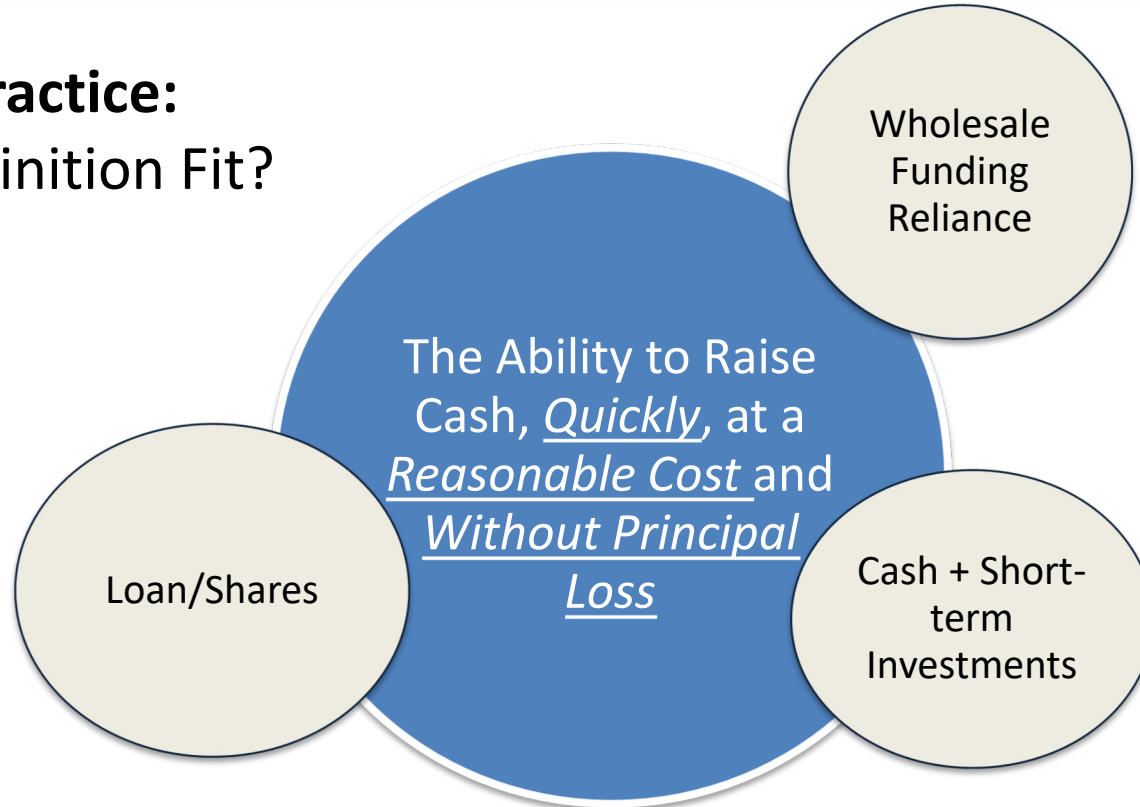 ractice:
inition Fit?
Wholesale
Funding
Reliance
The Ability to Raise
Cash, Quickly, at a
Reasonable Cost and
Without Principal
Loss
Loan/Shares
Cash + Short-
term
Investments